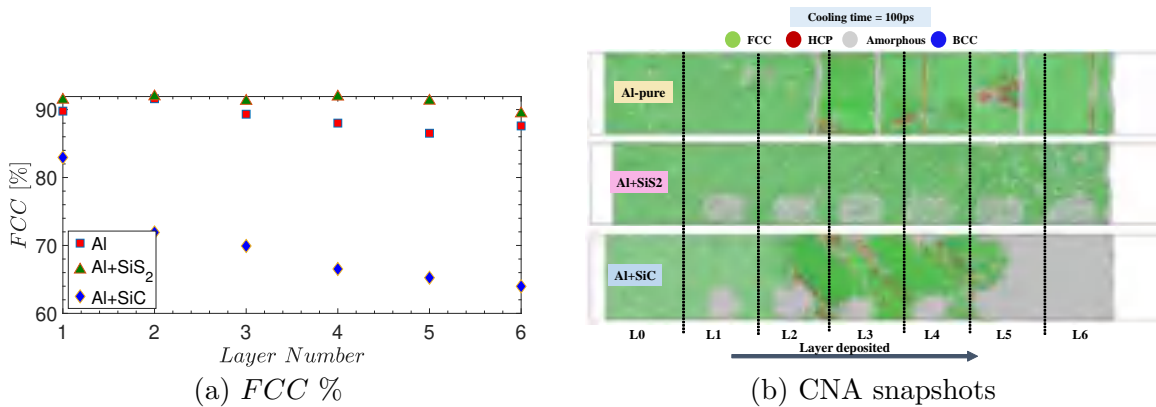 FCC [%]
90
80
70
60
Al
Al+SiS2
Al+SiC
1 2 3 4 5 6
Layer Number
(a) FCC %
Cooling time = 100ps
FCC HCP Amorphous BCC
Al-pure
Al+SiS2
Al+SiC
L0 L1 L2 L3 L4 L5 L6
Layer deposited
(b) CNA snapshots